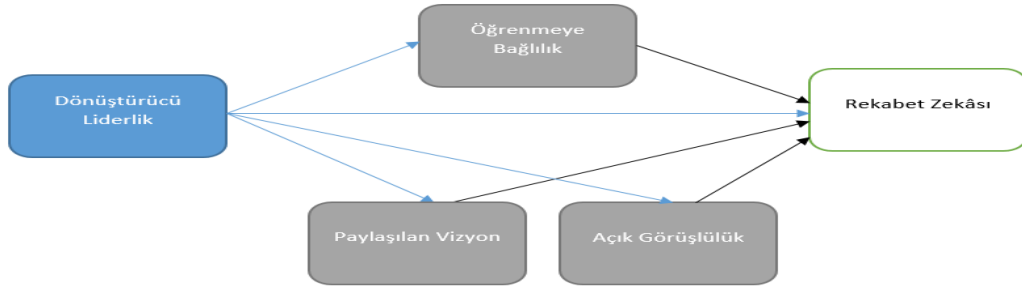 Öğrenmeye
Bağlılık
Dönüştürücü
Liderlik
Rekabet Zekâsı
Paylaşılan Vizyon
Açık Görüşlülük